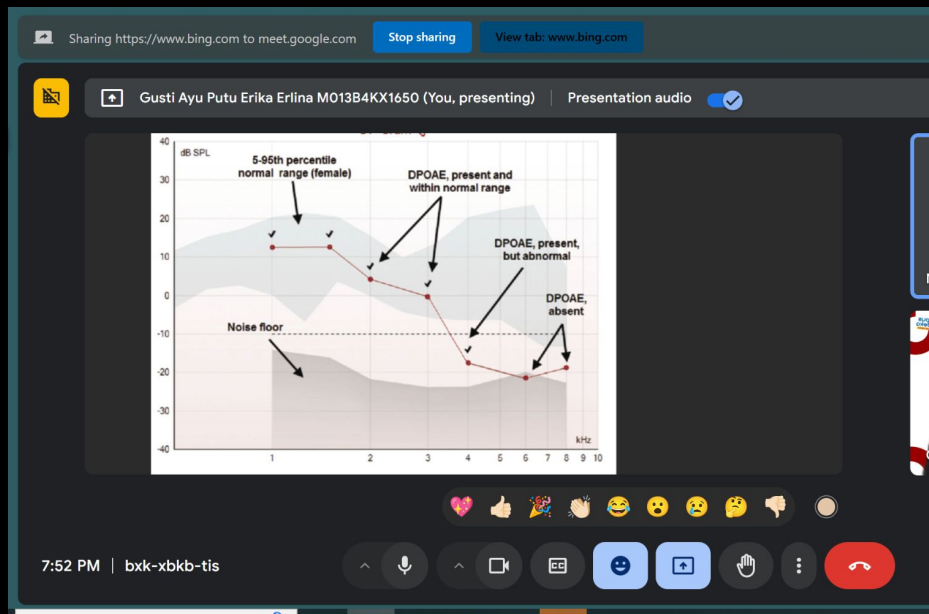 Sharing https://www.bing.com to meet.google.com
Stop sharing
View tab: www.bing.com
Gusti Ayu Putu Erika Erlina M013B4KX1650 (You, presenting)
Presentation audio
40
dB SPL
30
20
10
0
-10
-20
-30
-40
5-95th percentile
normal range (female)
DPOAE, present and
within normal range
DPOAE, present,
but abnormal
DPOAE,
absent
Noise floor
kHz
1 2 3 4 5 6 7 8 9 10
7:52 PM | bxk-xbkb-tis
CC